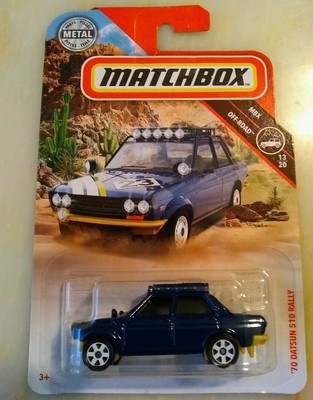 METAL
MATCHBOX
MBX
OFF-ROAD
13
20
'70 DATSUN 510 RALLY
3+